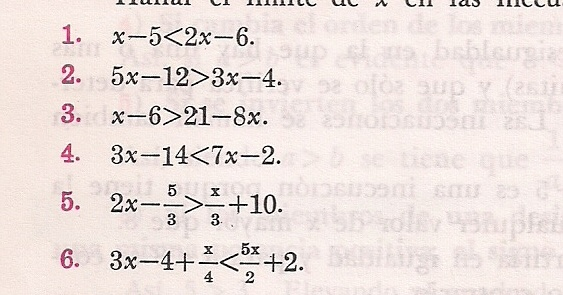 Hallar el límite de x en las inecu
1. x−5<2x−6.
2. 5x−12>3x−4.
3. x−6>21−8x.
4. 3x−14<7x−2.
5. 2x−5/3>x/3+10.
6. 3x−4+x/4<5x/2+2.